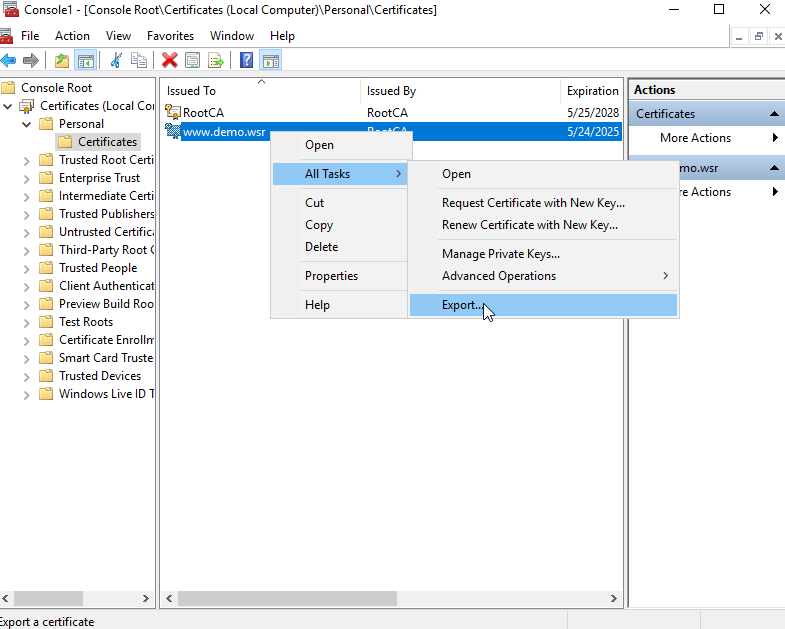 Console1 - [Console Root\Certificates (Local Computer)\Personal\Certificates]
File Action View Favorites Window Help
Console Root
Certificates (Local Cor
Personal
Certificates
Trusted Root Certi
Enterprise Trust
Intermediate Certi
Trusted Publishers
Untrusted Certifica
Third-Party Root C
Trusted People
Client Authenticat
Preview Build Roo
Test Roots
Certificate Enrollm
Smart Card Truste
Trusted Devices
Windows Live ID T
Issued To Issued By Expiration
RootCA RootCA 5/25/2028
www.demo.wsr RootCA 5/24/2025
Open
All Tasks
Cut
Copy
Delete
Properties
Help
Open
Request Certificate with New Key...
Renew Certificate with New Key...
Manage Private Keys...
Advanced Operations
Export...
Actions
Certificates
More Actions
mo.wsr
re Actions
Export a certificate